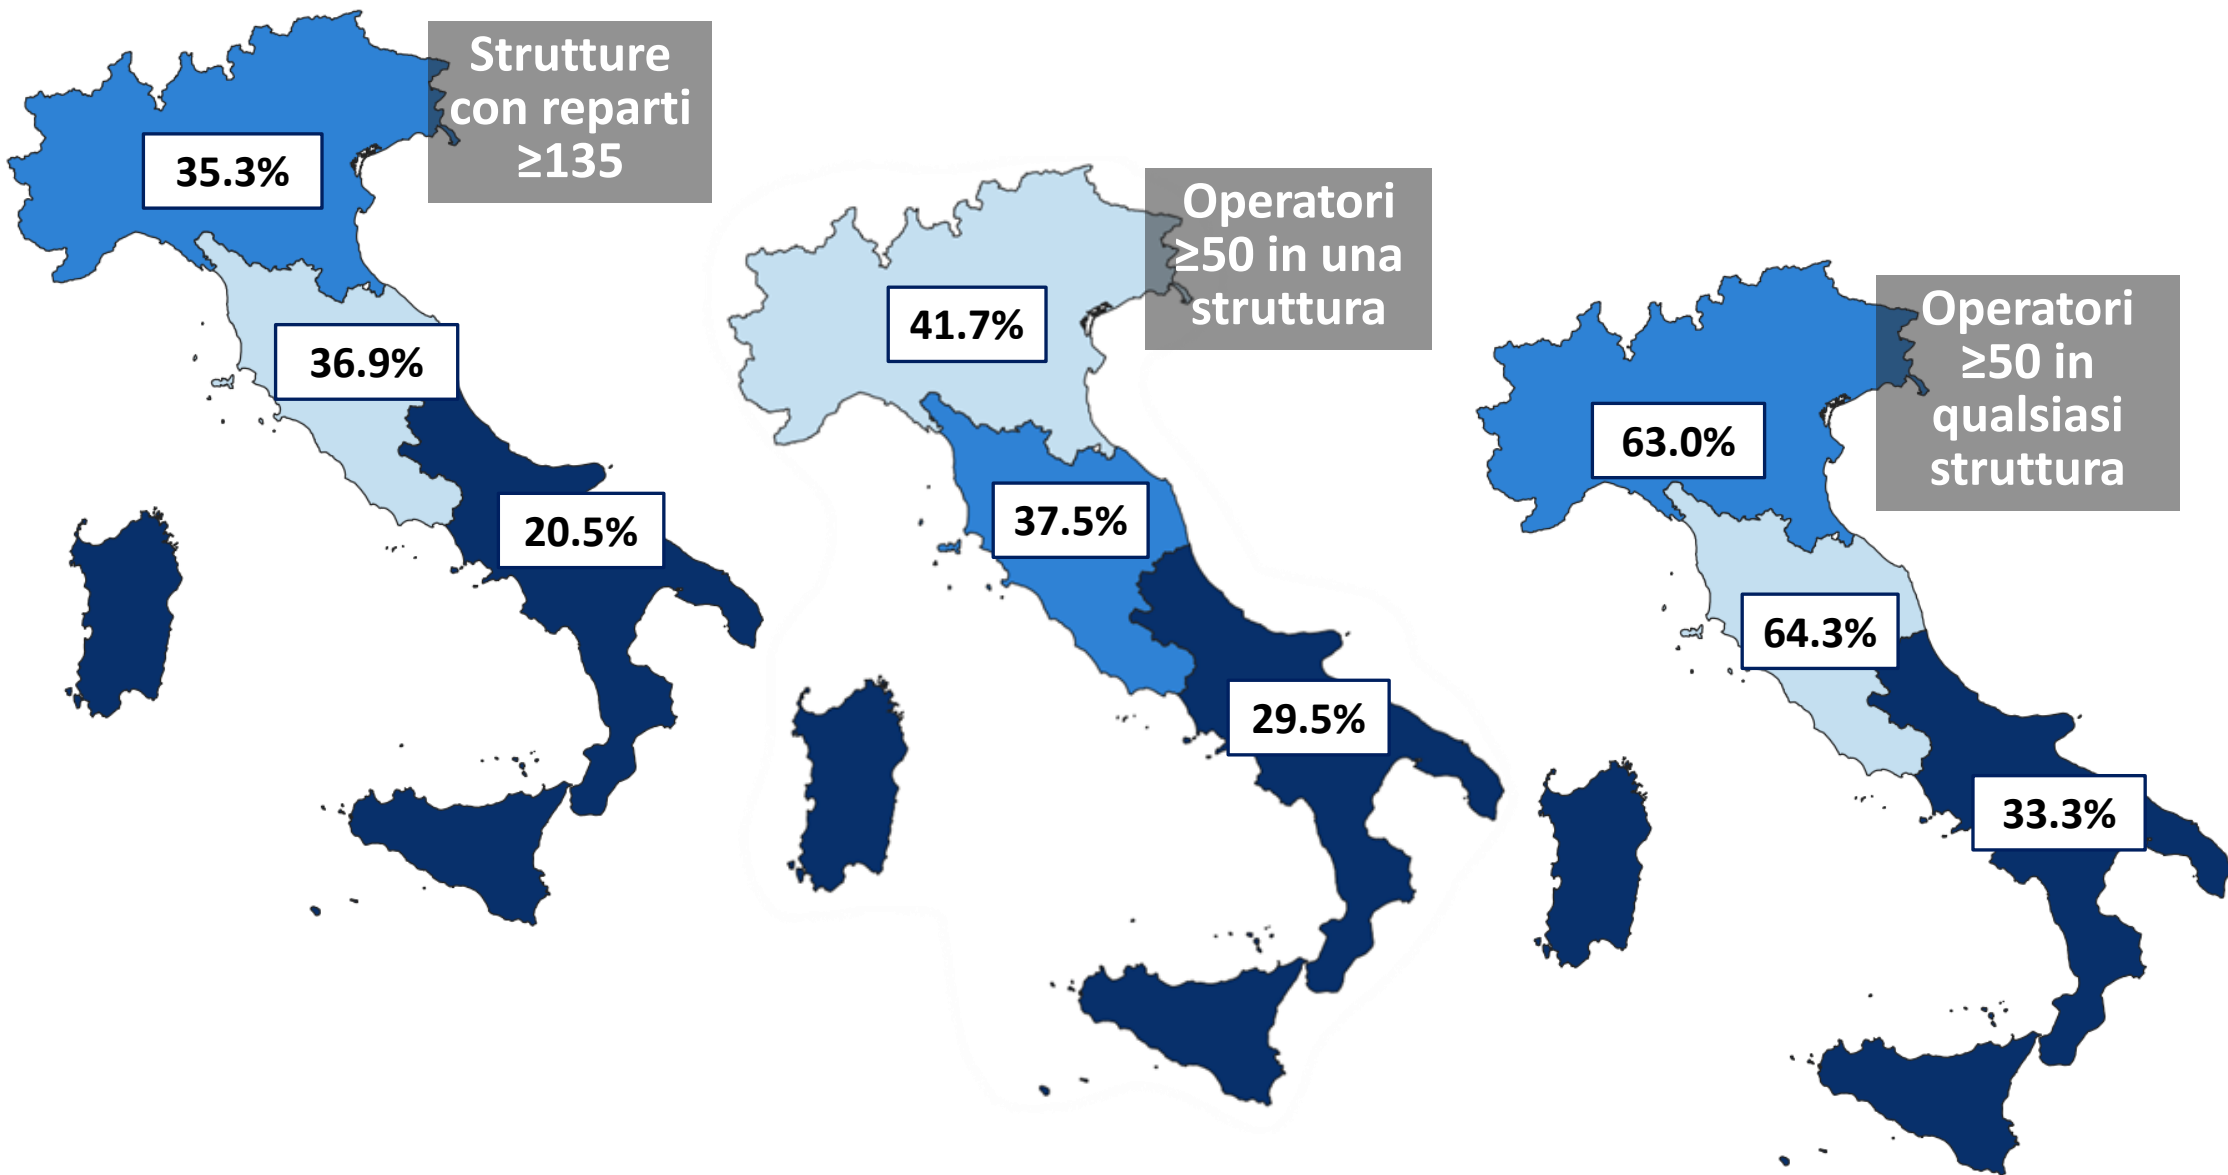 Strutture
con reparti
≥135
35.3%
36.9%
20.5%
Operatori
≥50 in una
struttura
41.7%
37.5%
29.5%
Operatori
≥50 in
qualsiasi
struttura
63.0%
64.3%
33.3%